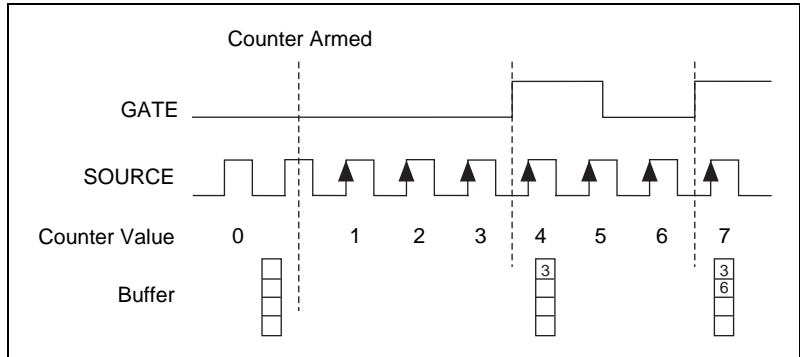 Counter Armed
GATE
SOURCE
Counter Value 0 1 2 3 4 5 6 7
Buffer
3 3
6